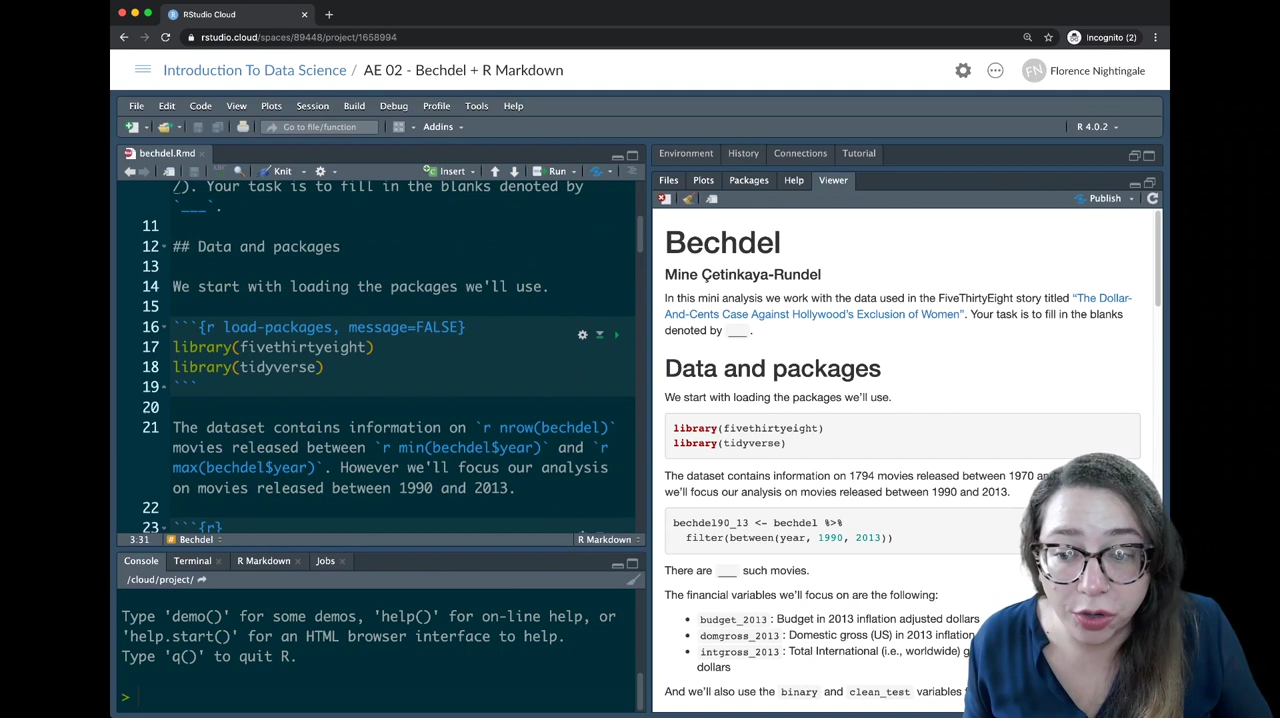 RStudio Cloud
rstudio.cloud/spaces/89448/project/1658994
Incognito (2)
Introduction To Data Science / AE 02 - Bechdel + R Markdown
FN Florence Nightingale
File Edit Code View Plots Session Build Debug Profile Tools Help
Go to file/function Addins R 4.0.2
bechdel.Rmd
Knit Insert Run
/). Your task is to fill in the blanks denoted by
`___`.
11
12 ## Data and packages
13
14 We start with loading the packages we'll use.
15
16 ```{r load-packages, message=FALSE}
17 library(fivethirtyeight)
18 library(tidyverse)
19 ```
20
21 The dataset contains information on `r nrow(bechdel)`
movies released between `r min(bechdel$year)` and `r
max(bechdel$year)`. However we'll focus our analysis
on movies released between 1990 and 2013.
22
23 ```{r}
3:31 # Bechdel R Markdown
Console Terminal R Markdown Jobs
/cloud/project/
Type 'demo()' for some demos, 'help()' for on-line help, or
'help.start()' for an HTML browser interface to help.
Type 'q()' to quit R.
>
Environment History Connections Tutorial
Files Plots Packages Help Viewer
Publish
Bechdel
Mine Çetinkaya-Rundel
In this mini analysis we work with the data used in the FiveThirtyEight story titled “The Dollar-
And-Cents Case Against Hollywood’s Exclusion of Women”. Your task is to fill in the blanks
denoted by ___ .
Data and packages
We start with loading the packages we’ll use.
library(fivethirtyeight)
library(tidyverse)
The dataset contains information on 1794 movies released between 1970 an
we’ll focus our analysis on movies released between 1990 and 2013.
bechdel90_13 <- bechdel %>%
filter(between(year, 1990, 2013))
There are ___ such movies.
The financial variables we’ll focus on are the following:
• budget_2013 : Budget in 2013 inflation adjusted dollars
• domgross_2013 : Domestic gross (US) in 2013 inflation
• intgross_2013 : Total International (i.e., worldwide) g
dollars
And we’ll also use the binary and clean_test variables